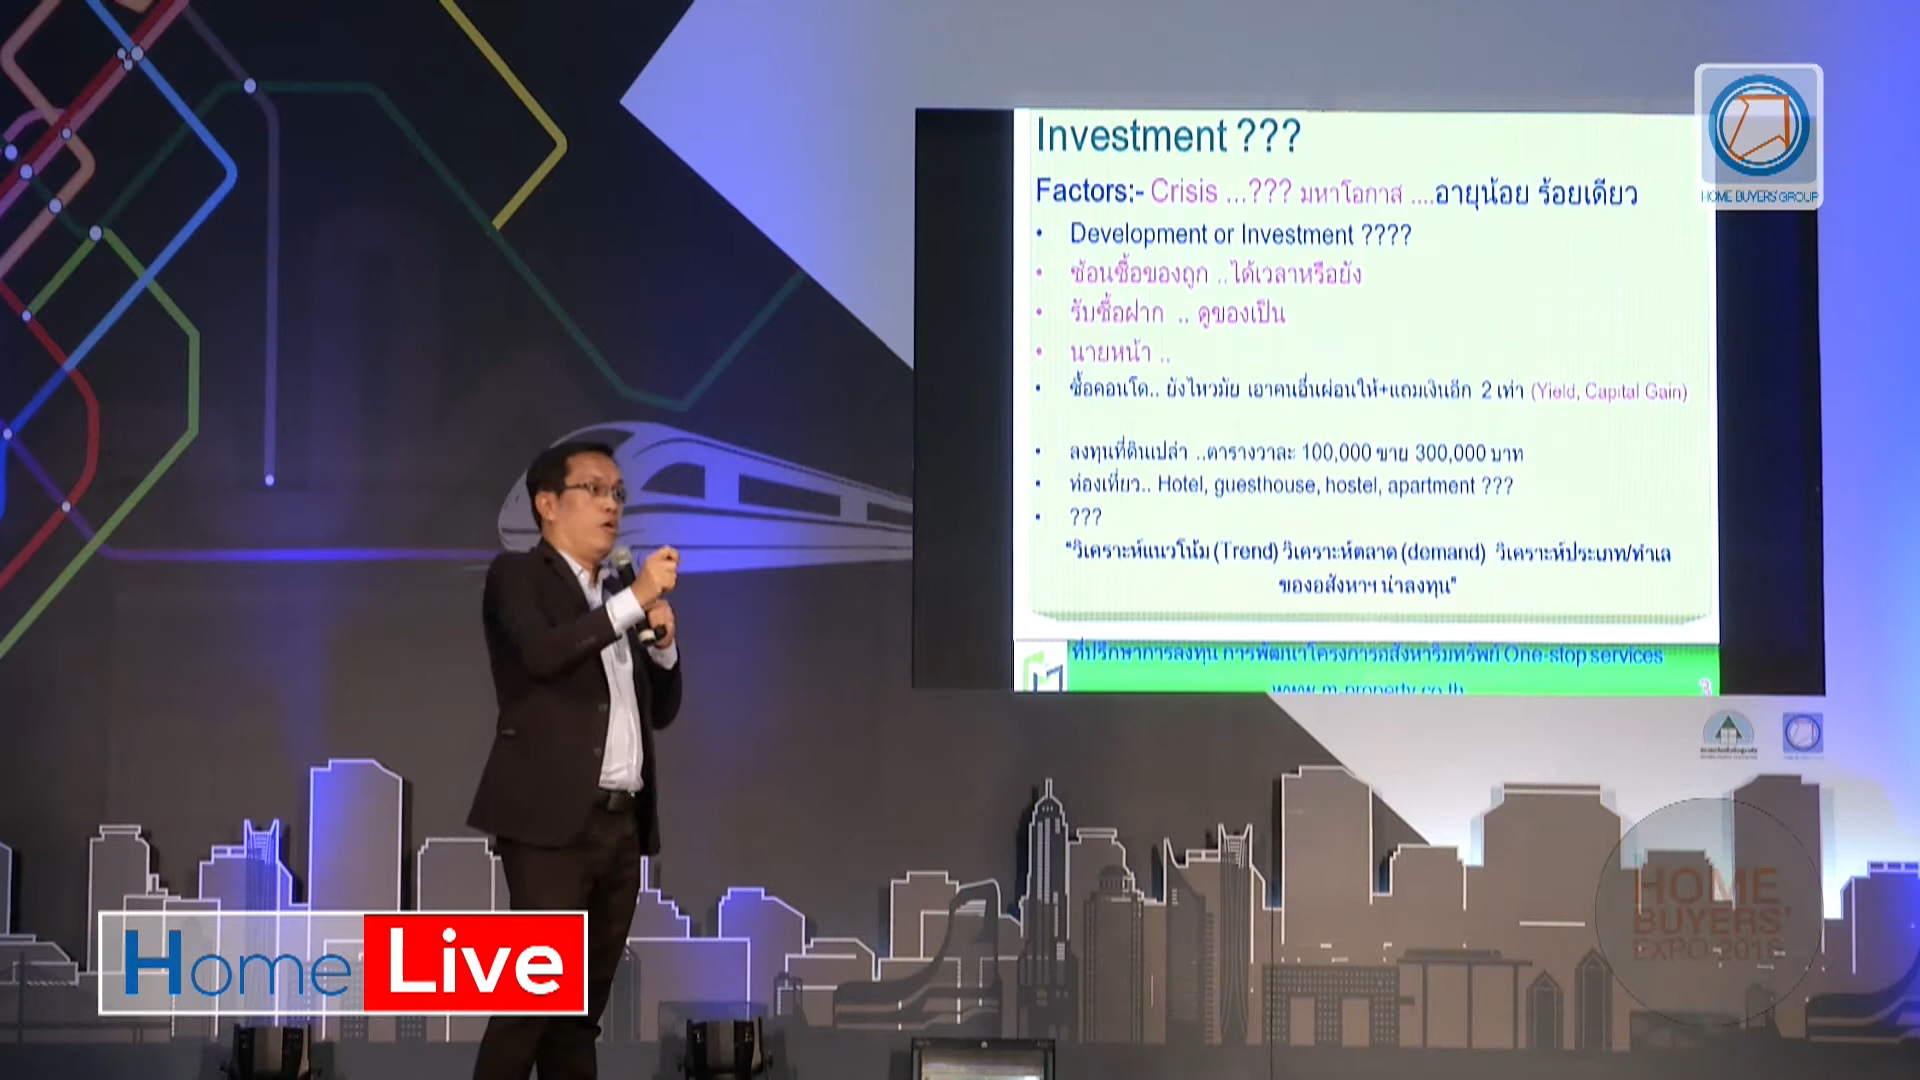 Investment ???
Factors:- Crisis ...??? มหาโอกาส ....อายุน้อย ร้อยเดียว
• Development or Investment ????
• ช้อนซื้อของถูก ..ได้เวลาหรือยัง
• รับซื้อฝาก .. ดูของเป็น
• นายหน้า ..
• ซื้อคอนโด.. ยังไหวมัย เอาคนอื่นผ่อนให้+แถมเงินอีก 2 เท่า (Yield, Capital Gain)
• ลงทุนที่ดินเปล่า ..ตารางวาละ 100,000 ขาย 300,000 บาท
• ท่องเที่ยว.. Hotel, guesthouse, hostel, apartment ???
• ???
"วิเคราะห์แนวโน้ม (Trend) วิเคราะห์ตลาด (demand) วิเคราะห์ประเภท/ทำเล
ของอสังหาฯ น่าลงทุน"
ที่ปรึกษาการลงทุน การพัฒนาโครงการอสังหาริมทรัพย์ One-stop services
www.m-property.co.th
3
HOME BUYERS' GROUP
HOME
BUYERS'
EXPO 2016
Home Live